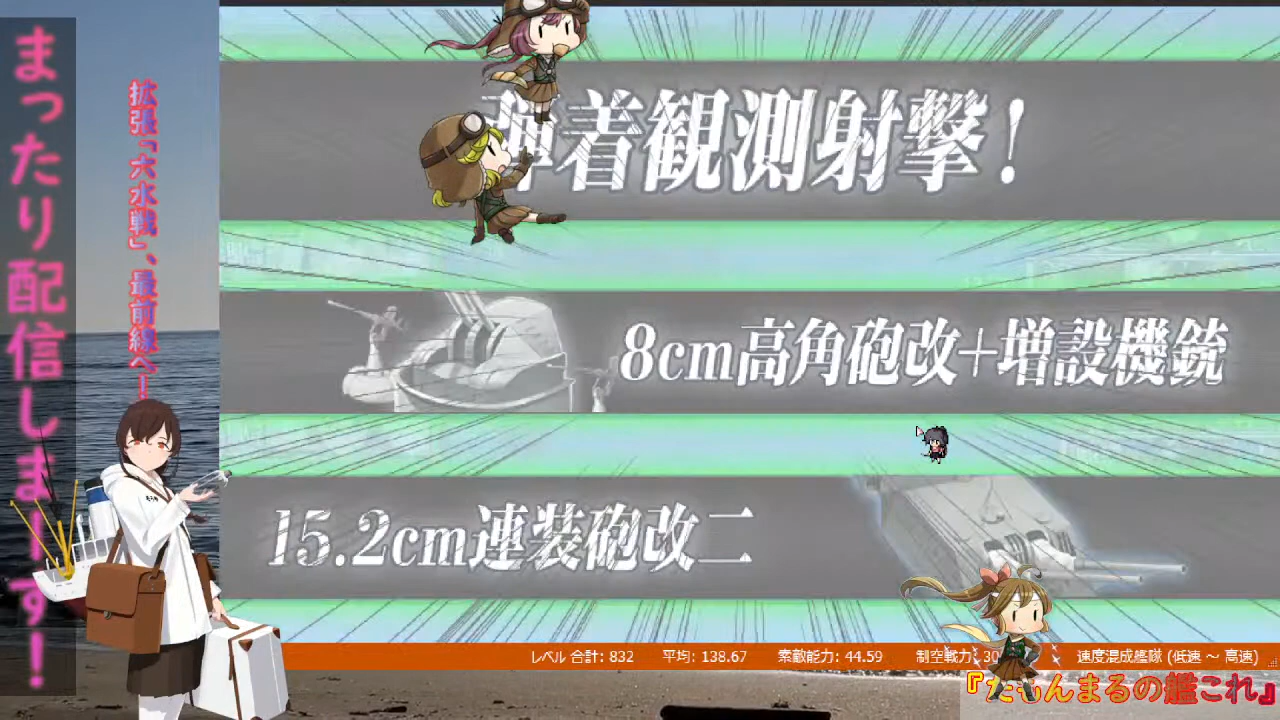 まったり配信しまーす!
拡張「六水戦」、最前線へ!
弾着観測射撃!
8cm高角砲改+増設機銃
15.2cm連装砲改二
レベル 合計: 832 平均: 138.67 索敵能力: 44.59 制空戦力: 30 速度混成艦隊 (低速 ~ 高速)
『たもんまるの艦これ』